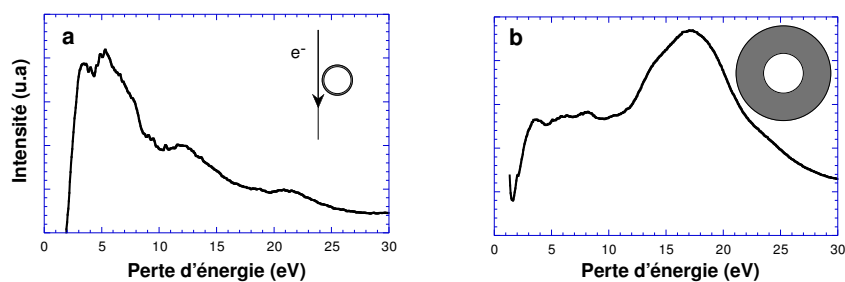 a
e-
Intensité (u.a)
0 5 10 15 20 25 30
Perte d'énergie (eV)
b
0 5 10 15 20 25 30
Perte d'énergie (eV)